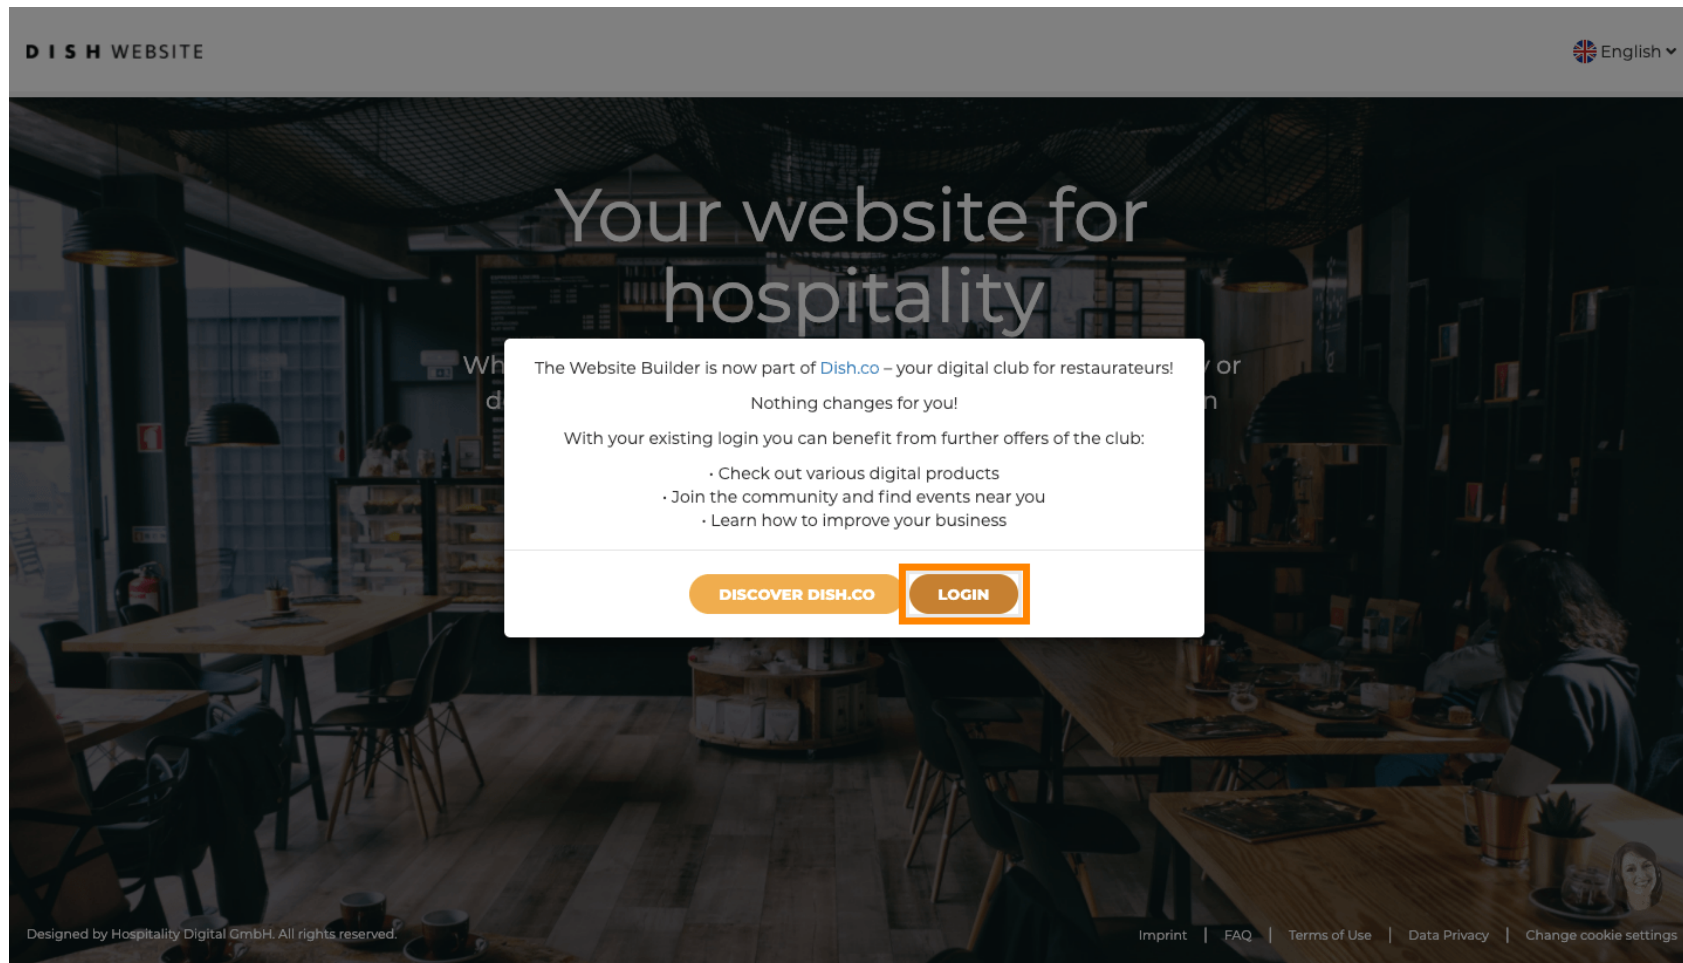 DISH WEBSITE
English
Your website for
hospitality
The Website Builder is now part of Dish.co – your digital club for restaurateurs!
Nothing changes for you!
With your existing login you can benefit from further offers of the club:
• Check out various digital products
• Join the community and find events near you
• Learn how to improve your business
DISCOVER DISH.CO
LOGIN
Designed by Hospitality Digital GmbH. All rights reserved.
Imprint | FAQ | Terms of Use | Data Privacy | Change cookie settings